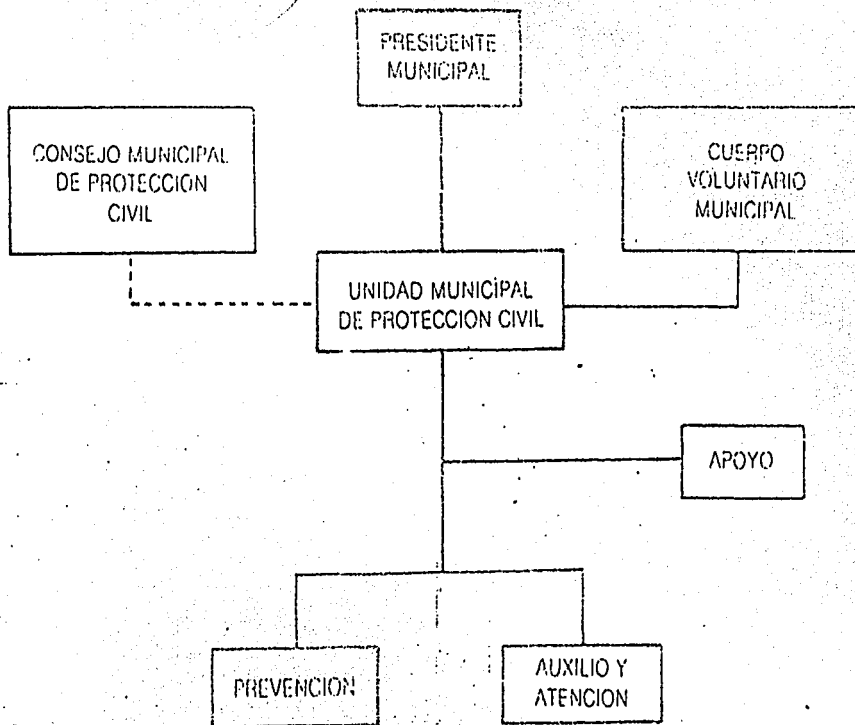 PRESIDENTE
MUNICIPAL
CONSEJO MUNICIPAL
DE PROTECCION
CIVIL
CUERPO
VOLUNTARIO
MUNICIPAL
UNIDAD MUNICIPAL
DE PROTECCION CIVIL
APOYO
PREVENCION
AUXILIO Y
ATENCION